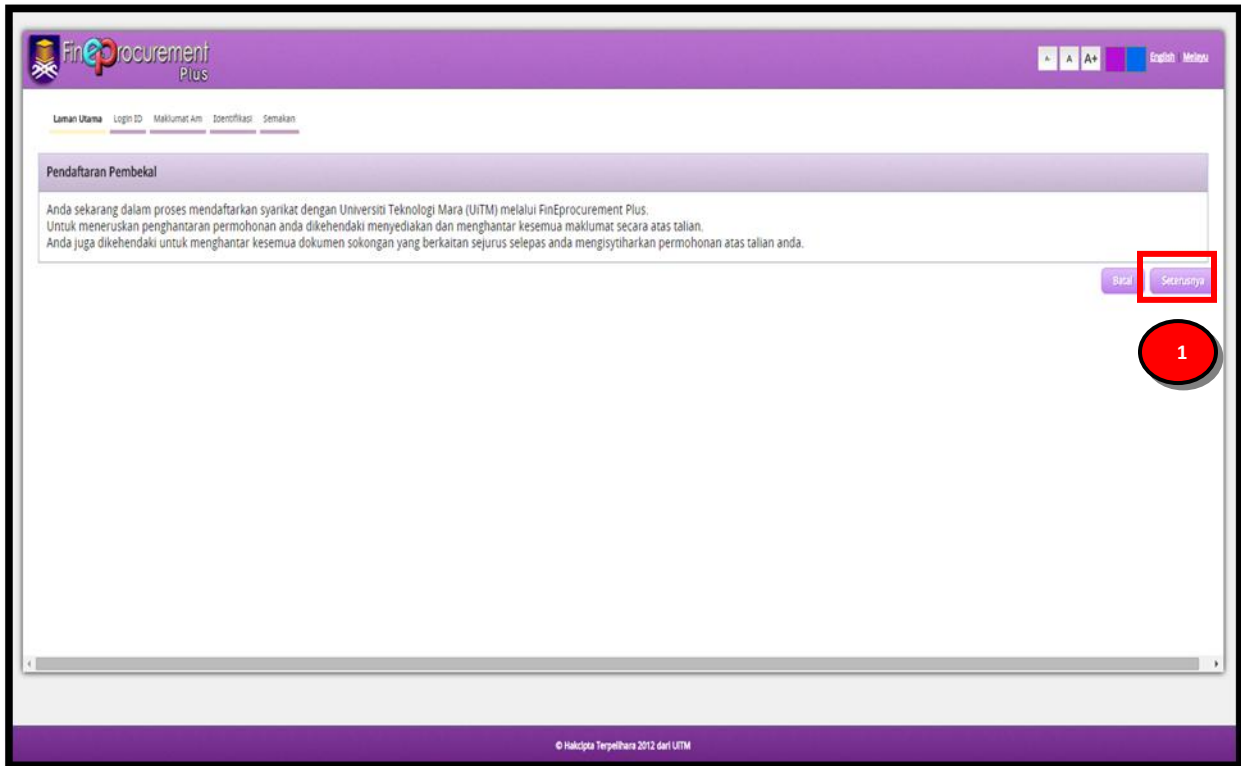 FinePprocurement
Plus
A A A+ English Melayu
Laman Utama Login ID Maklumat Am Identifikasi Semakan
Pendaftaran Pembekal
Anda sekarang dalam proses mendaftarkan syarikat dengan Universiti Teknologi Mara (UiTM) melalui FinEprocurement Plus.
Untuk meneruskan penghantaran permohonan anda dikehendaki menyediakan dan menghantar kesemua maklumat secara atas talian.
Anda juga dikehendaki untuk menghantar kesemua dokumen sokongan yang berkaitan sejurus selepas anda mengisytiharkan permohonan atas talian anda.
Batal Seterusnya
1
© Hakcipta Terpelihara 2012 dari UiTM